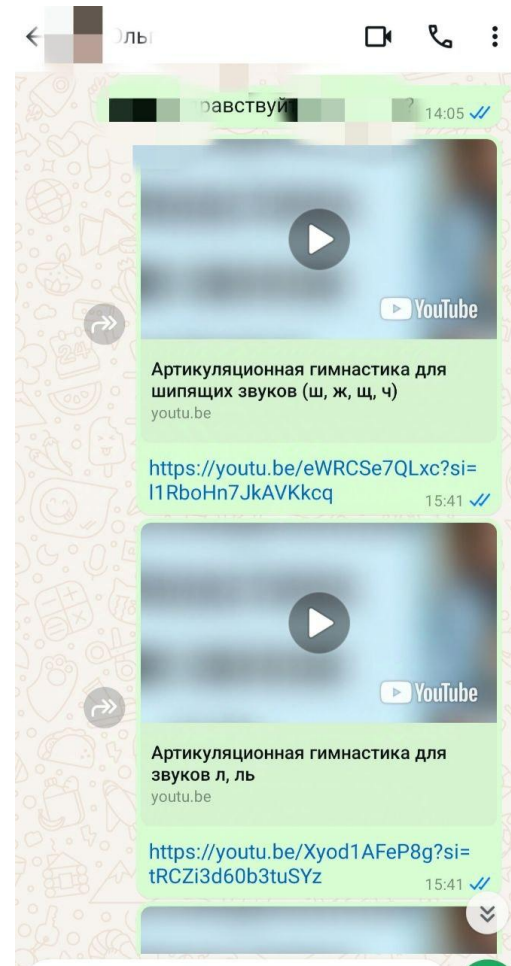 14:05
YouTube
Артикуляционная гимнастика для
шипящих звуков (ш, ж, щ, ч)
youtu.be
https://youtu.be/eWRCSe7QLxc?si=
l1RboHn7JkAVKkcq
15:41
YouTube
Артикуляционная гимнастика для
звуков л, ль
youtu.be
https://youtu.be/Xyod1AFeP8g?si=
tRCZi3d60b3tuSYz
15:41